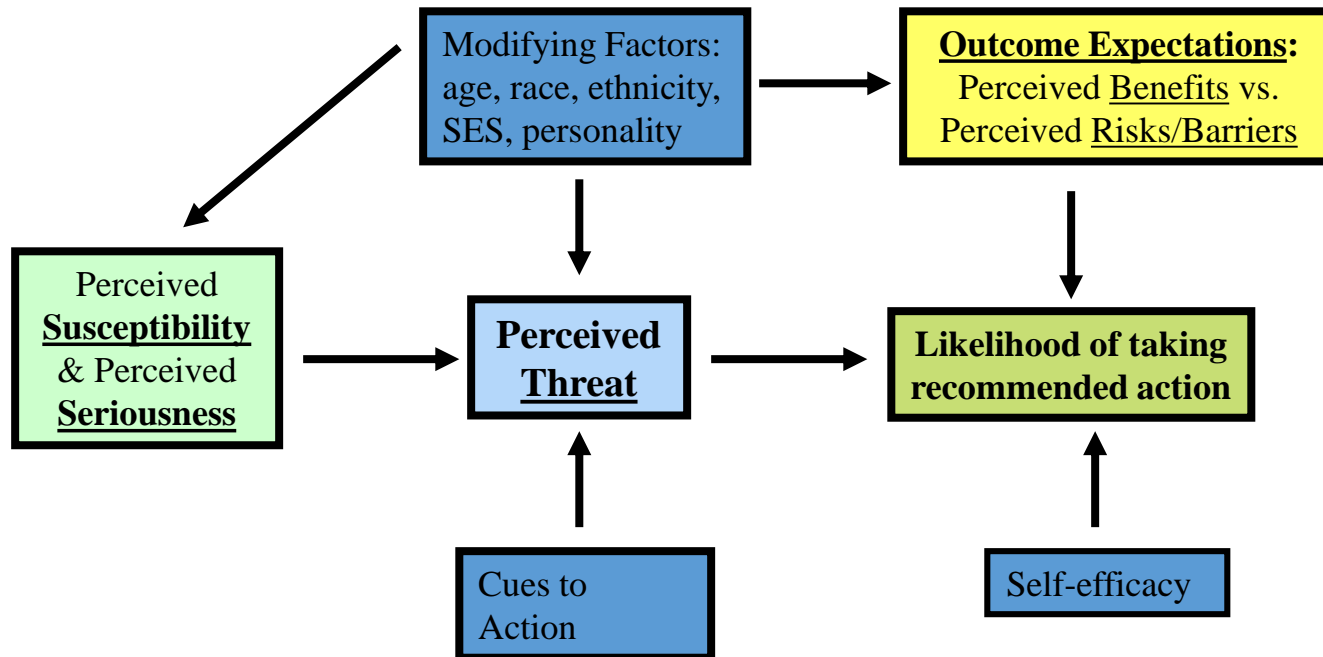 Modifying Factors:
age, race, ethnicity,
SES, personality
Outcome Expectations:
Perceived Benefits vs.
Perceived Risks/Barriers
Perceived
Susceptibility
& Perceived
Seriousness
Perceived
Threat
Likelihood of taking
recommended action
Cues to
Action
Self-efficacy